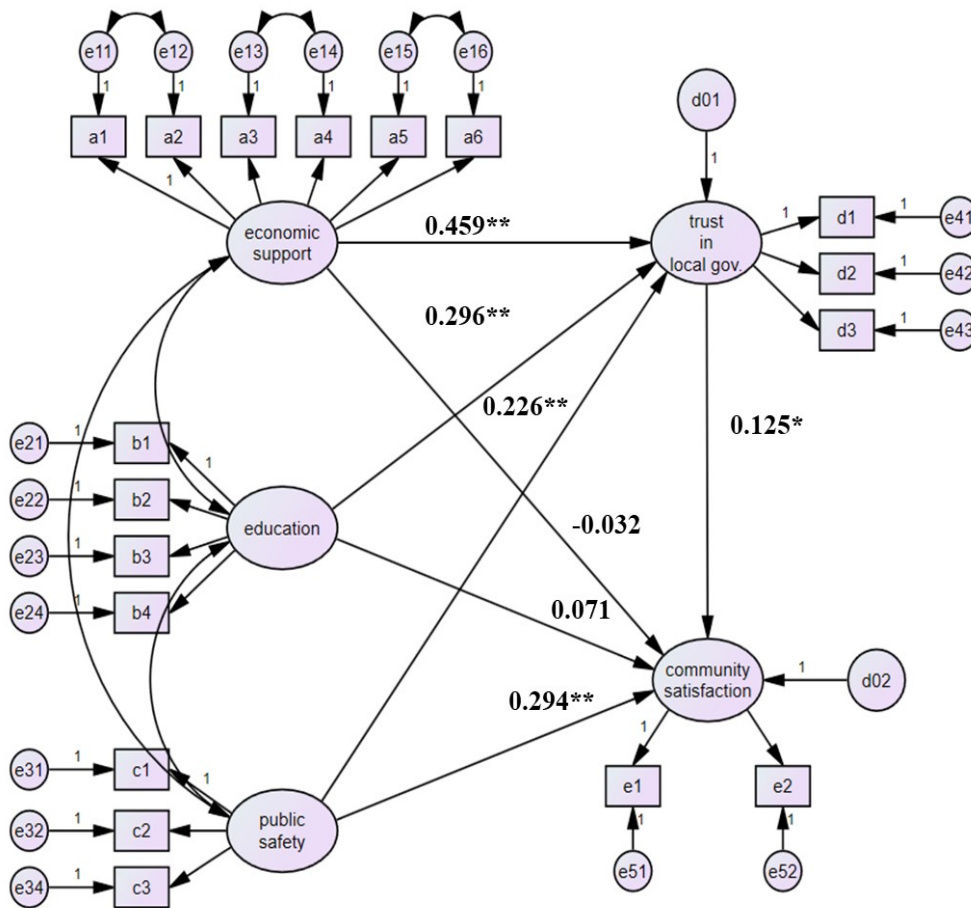 e11
e12
e13
e14
e15
e16
1
1
1
1
1
1
a1
a2
a3
a4
a5
a6
1
d01
1
economic
support
0.459**
trust
in
local gov.
1
d1
1
e41
d2
1
e42
d3
1
e43
0.296**
0.226**
0.125*
e21
1
b1
1
e22
1
b2
e23
1
b3
e24
1
b4
education
-0.032
0.071
community
satisfaction
1
d02
0.294**
e31
1
c1
1
e32
1
c2
e34
1
c3
public
safety
1
e1
e2
1
1
e51
e52